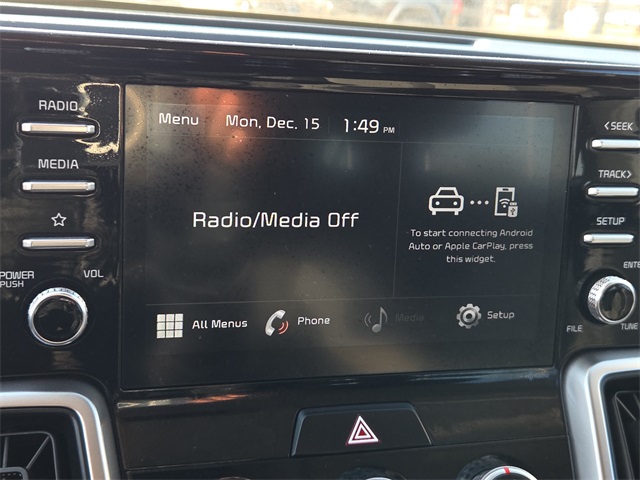 RADIO
MEDIA
POWER
PUSH
VOL
Menu
Mon, Dec. 15
1:49 PM
Radio/Media Off
To start connecting Android
Auto or Apple CarPlay, press
this widget.
All Menus
Phone
Media
Setup
<SEEK
TRACK>
SETUP
ENTE
FILE
TUNE